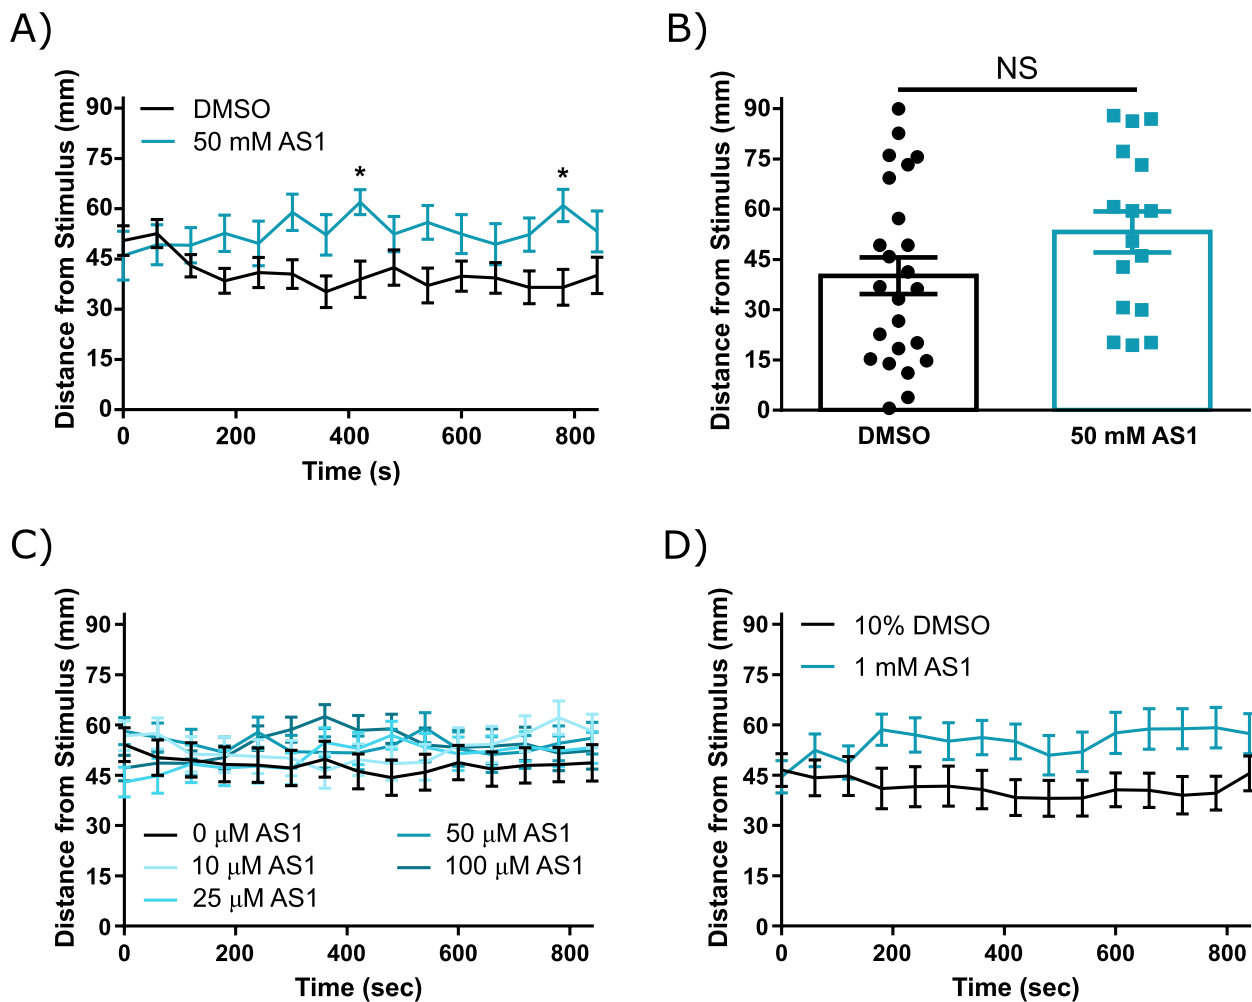 A)
Distance from Stimulus (mm)
90
75
60
45
30
15
0
DMSO
50 mM AS1
*
*
0 200 400 600 800
Time (s)
B)
Distance from Stimulus (mm)
90
75
60
45
30
15
0
NS
DMSO 50 mM AS1
C)
Distance from Stimulus (mm)
90
75
60
45
30
15
0
0 μM AS1
10 μM AS1
25 μM AS1
50 μM AS1
100 μM AS1
0 200 400 600 800
Time (sec)
D)
Distance from Stimulus (mm)
90
75
60
45
30
15
0
10% DMSO
1 mM AS1
0 200 400 600 800
Time (sec)